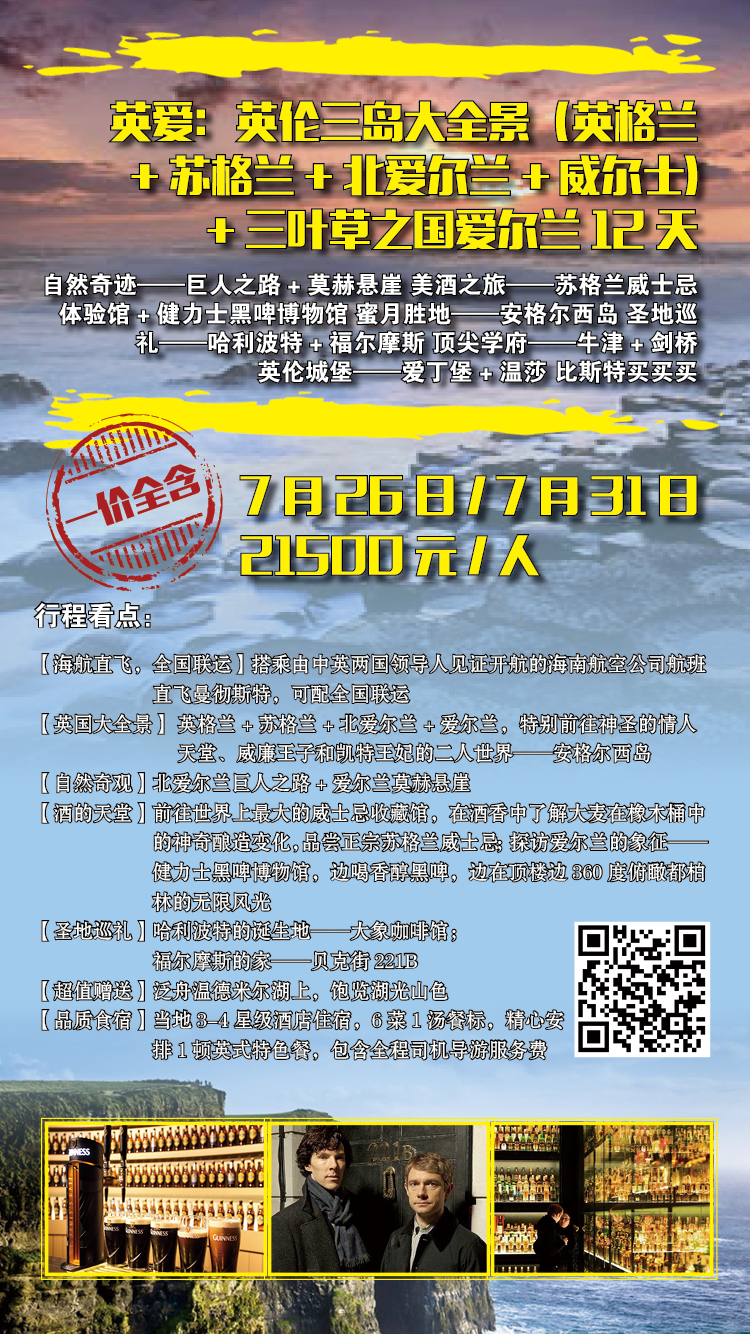 英爱：英伦三岛大全景（英格兰
+ 苏格兰 + 北爱尔兰 + 威尔士）
+ 三叶草之国爱尔兰 12 天
自然奇迹——巨人之路 + 莫赫悬崖 美酒之旅——苏格兰威士忌
体验馆 + 健力士黑啤博物馆 蜜月胜地——安格尔西岛 圣地巡
礼——哈利波特 + 福尔摩斯 顶尖学府——牛津 + 剑桥
英伦城堡——爱丁堡 + 温莎 比斯特买买买
一价全含
7 月 26 日 / 7 月 31 日
21500 元 / 人
行程看点：
【海航直飞，全国联运】搭乘由中英两国领导人见证开航的海南航空公司航班
直飞曼彻斯特，可配全国联运
【英国大全景】英格兰 + 苏格兰 + 北爱尔兰 + 爱尔兰，特别前往神圣的情人
天堂、威廉王子和凯特王妃的二人世界——安格尔西岛
【自然奇观】北爱尔兰巨人之路 + 爱尔兰莫赫悬崖
【酒的天堂】前往世界上最大的威士忌收藏馆，在酒香中了解大麦在橡木桶中
的神奇酿造变化，品尝正宗苏格兰威士忌；探访爱尔兰的象征——
健力士黑啤博物馆，边喝香醇黑啤，边在顶楼边 360 度俯瞰都柏
林的无限风光
【圣地巡礼】哈利波特的诞生地——大象咖啡馆；
福尔摩斯的家——贝克街 221B
【超值赠送】泛舟温德米尔湖上，饱览湖光山色
【品质食宿】当地 3-4 星级酒店住宿，6 菜 1 汤餐标，精心安
排 1 顿英式特色餐，包含全程司机导游服务费
GUINNESS
221B